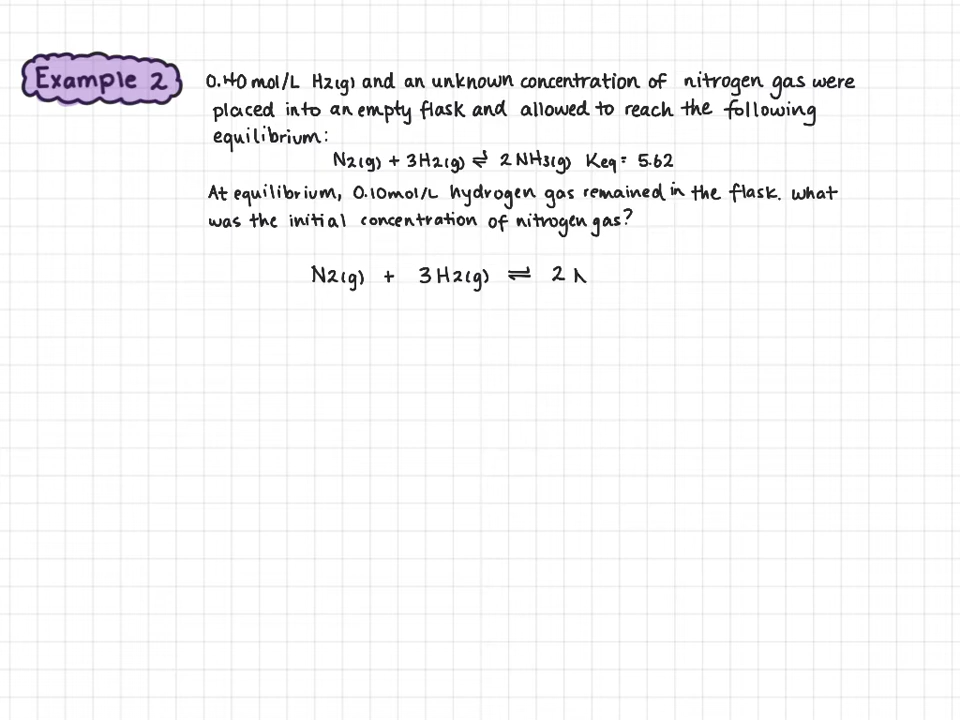 Example 2
0.40 mol/L H2(g) and an unknown concentration of nitrogen gas were
placed into an empty flask and allowed to reach the following
equilibrium:
N2(g) + 3H2(g) ⇌ 2NH3(g) Keq = 5.62
At equilibrium, 0.10mol/L hydrogen gas remained in the flask. what
was the initial concentration of nitrogen gas?
N2(g) + 3H2(g) ⇌ 2